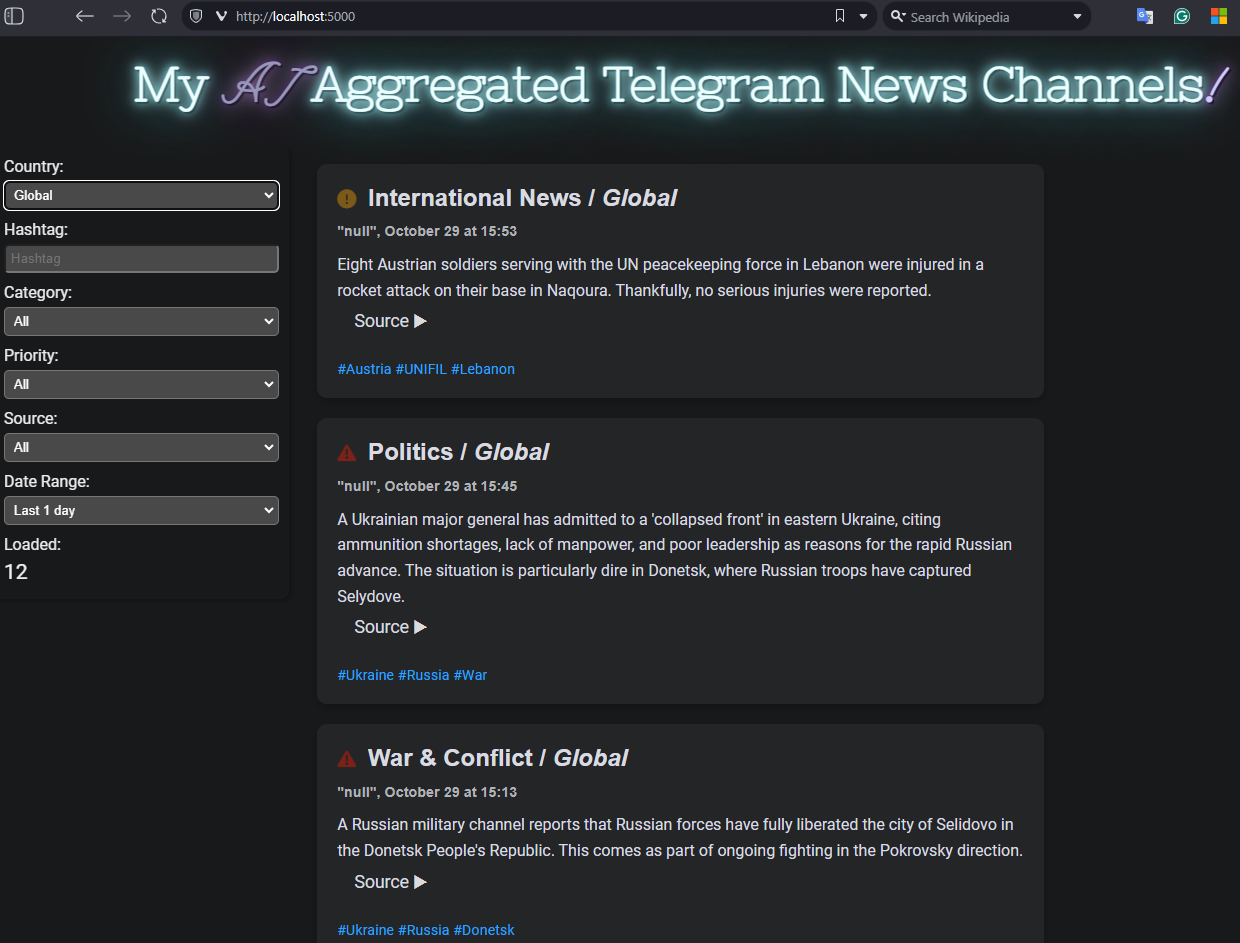 http://localhost:5000
Search Wikipedia
My AI Aggregated Telegram News Channels!
Country:
Global
Hashtag:
Hashtag
Category:
All
Priority:
All
Source:
All
Date Range:
Last 1 day
Loaded:
12
International News / Global
"null", October 29 at 15:53
Eight Austrian soldiers serving with the UN peacekeeping force in Lebanon were injured in a
rocket attack on their base in Naqoura. Thankfully, no serious injuries were reported.
Source ▶
#Austria #UNIFIL #Lebanon
Politics / Global
"null", October 29 at 15:45
A Ukrainian major general has admitted to a 'collapsed front' in eastern Ukraine, citing
ammunition shortages, lack of manpower, and poor leadership as reasons for the rapid Russian
advance. The situation is particularly dire in Donetsk, where Russian troops have captured
Selydove.
Source ▶
#Ukraine #Russia #War
War & Conflict / Global
"null", October 29 at 15:13
A Russian military channel reports that Russian forces have fully liberated the city of Selidovo in
the Donetsk People's Republic. This comes as part of ongoing fighting in the Pokrovsky direction.
Source ▶
#Ukraine #Russia #Donetsk